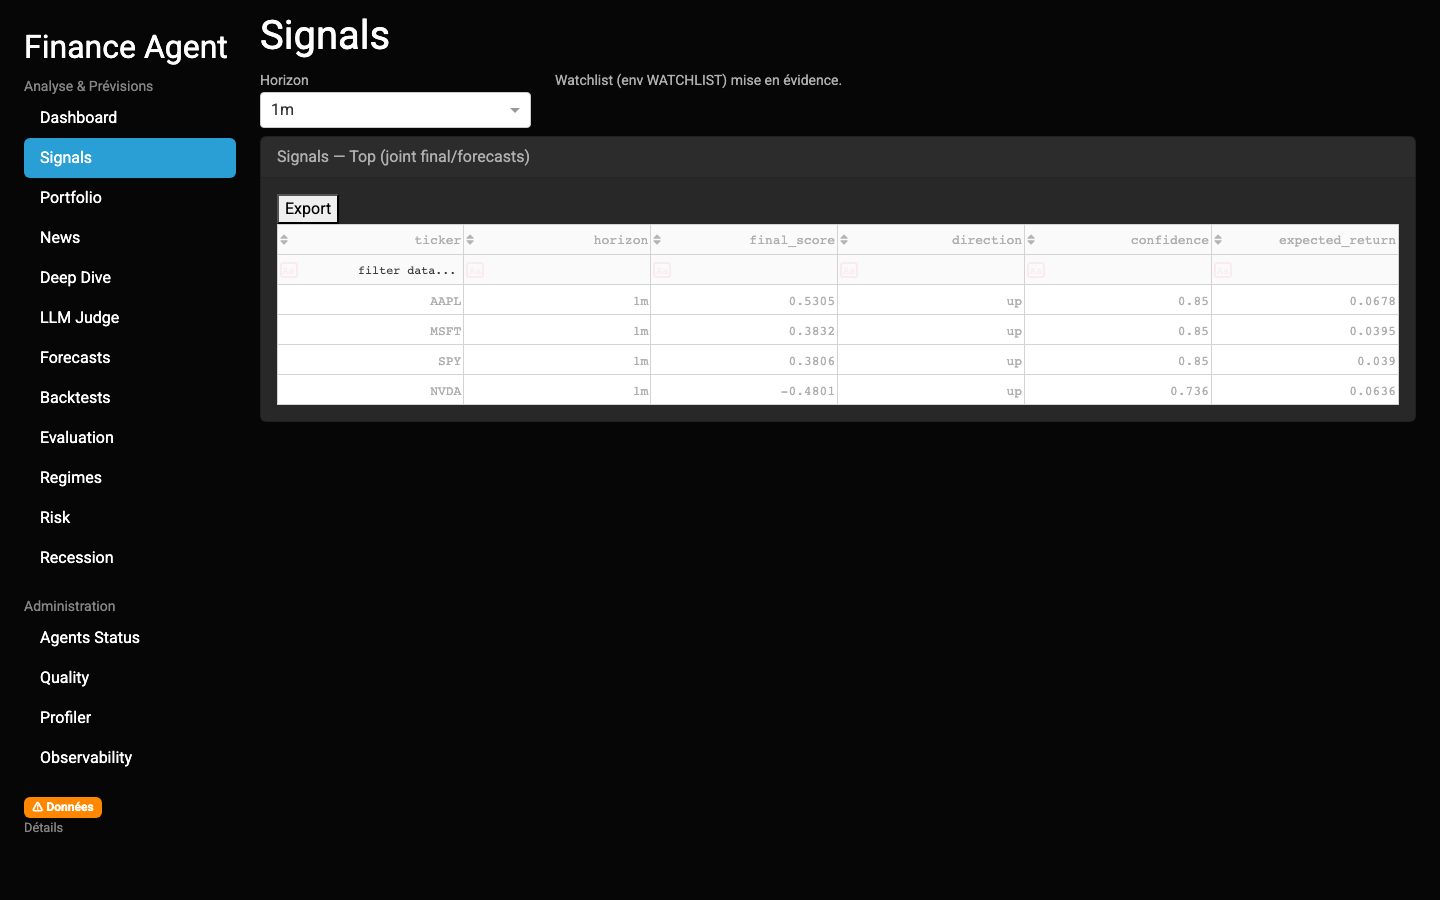 Finance Agent
Analyse & Prévisions
Dashboard
Signals
Portfolio
News
Deep Dive
LLM Judge
Forecasts
Backtests
Evaluation
Regimes
Risk
Recession
Administration
Agents Status
Quality
Profiler
Observability
⚠ Données
Détails
Signals
Horizon
1m
Watchlist (env WATCHLIST) mise en évidence.
Signals — Top (joint final/forecasts)
Export
ticker horizon final_score direction confidence expected_return
filter data...
AAPL 1m 0.5305 up 0.85 0.0678
MSFT 1m 0.3832 up 0.85 0.0395
SPY 1m 0.3806 up 0.85 0.039
NVDA 1m -0.4801 up 0.736 0.0636